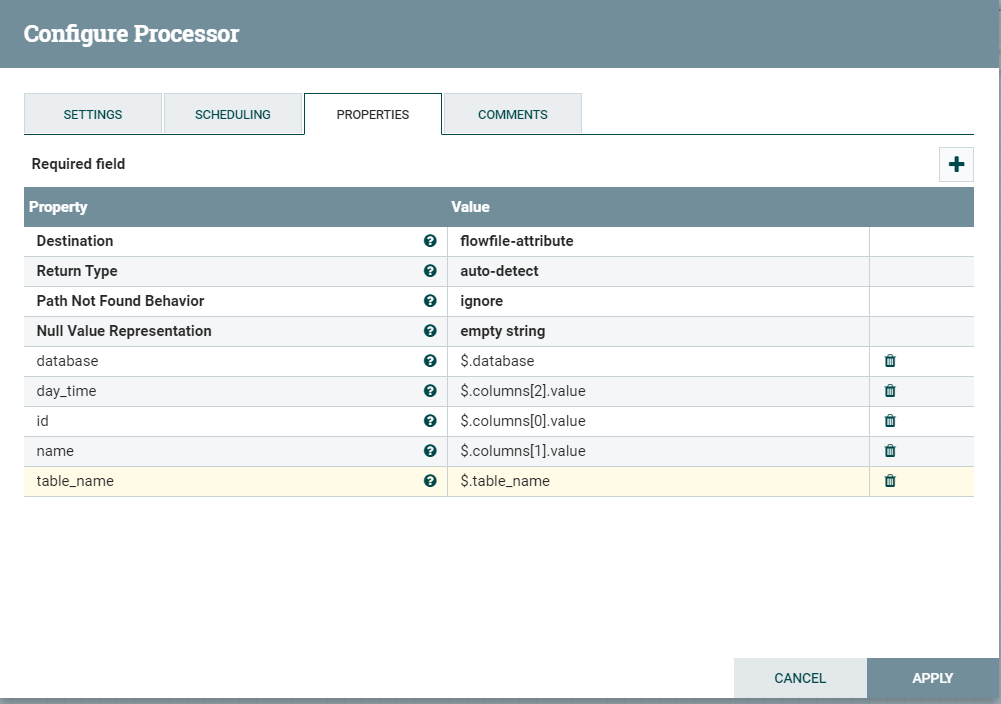 Configure Processor
SETTINGS SCHEDULING PROPERTIES COMMENTS
Required field
Property Value
Destination flowfile-attribute
Return Type auto-detect
Path Not Found Behavior ignore
Null Value Representation empty string
database $.database
day_time $.columns[2].value
id $.columns[0].value
name $.columns[1].value
table_name $.table_name
CANCEL APPLY